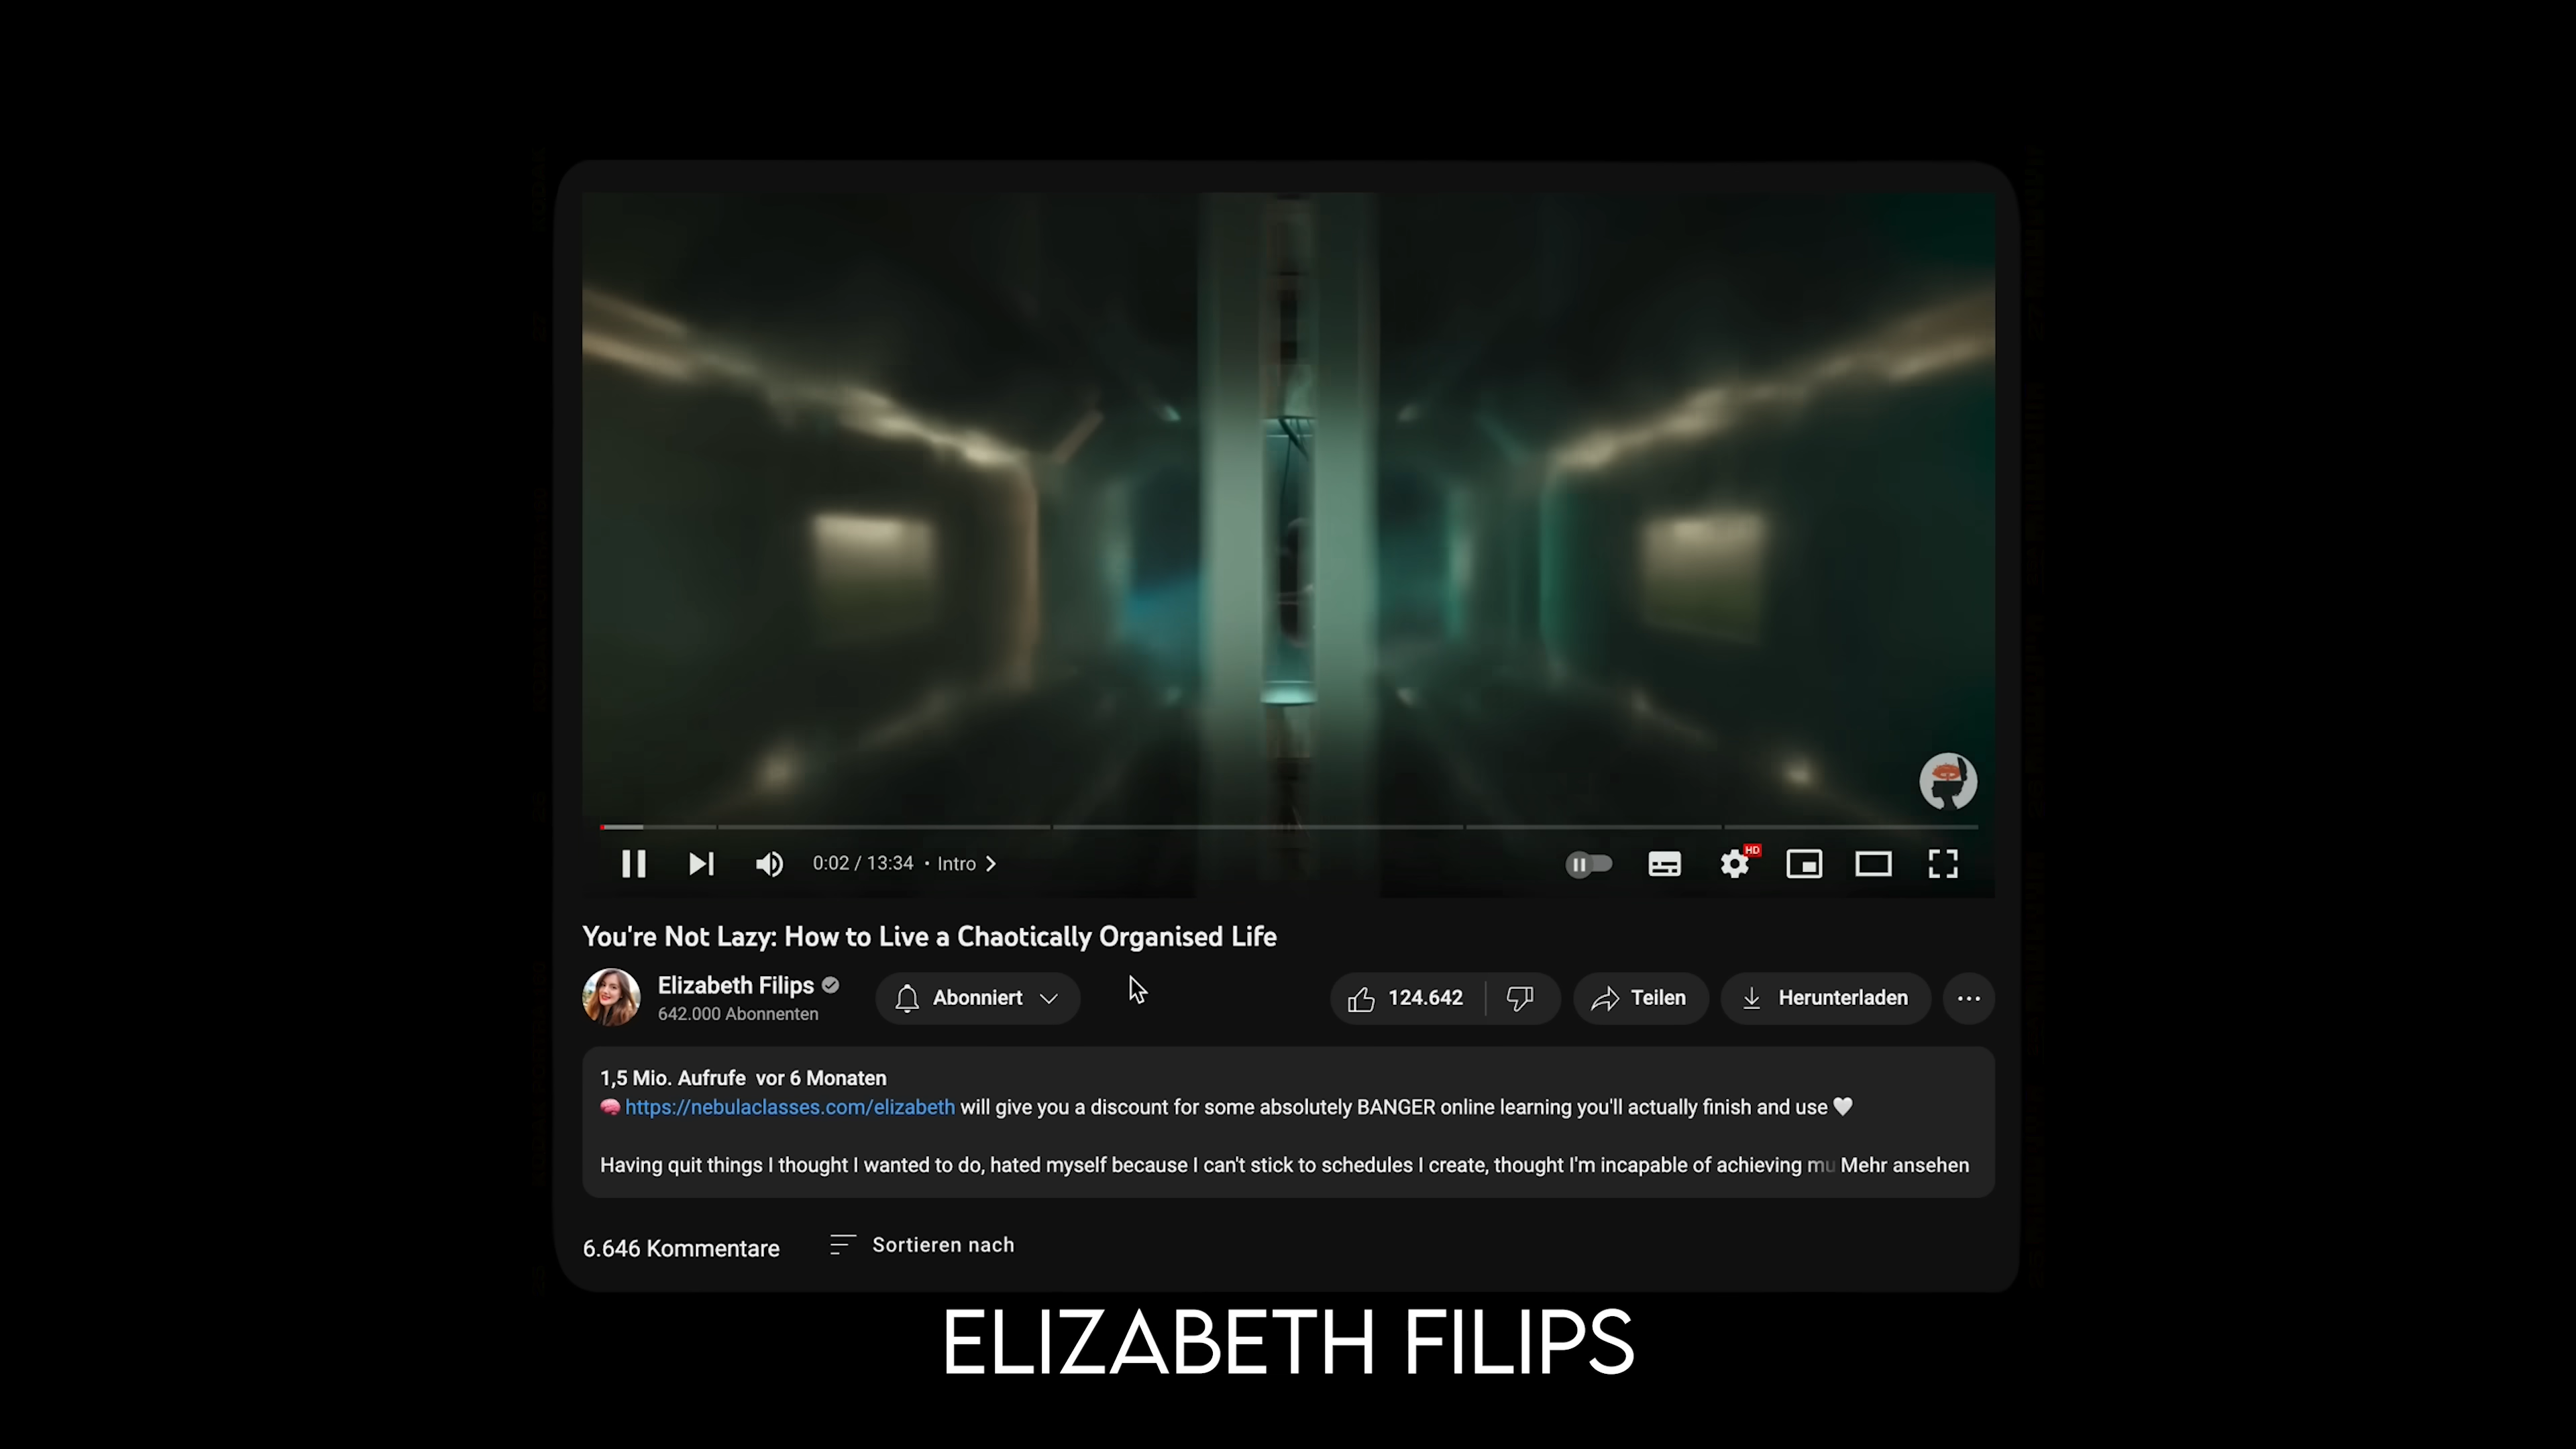 HD
0:02 / 13:34 • Intro
You're Not Lazy: How to Live a Chaotically Organised Life
Elizabeth Filips
642.000 Abonnenten
Abonniert
124.642
Teilen
Herunterladen
1,5 Mio. Aufrufe vor 6 Monaten
🧠 https://nebulaclasses.com/elizabeth will give you a discount for some absolutely BANGER online learning you'll actually finish and use 🤍
Having quit things I thought I wanted to do, hated myself because I can't stick to schedules I create, thought I'm incapable of achieving mu Mehr ansehen
6.646 Kommentare
Sortieren nach
ELIZABETH FILIPS